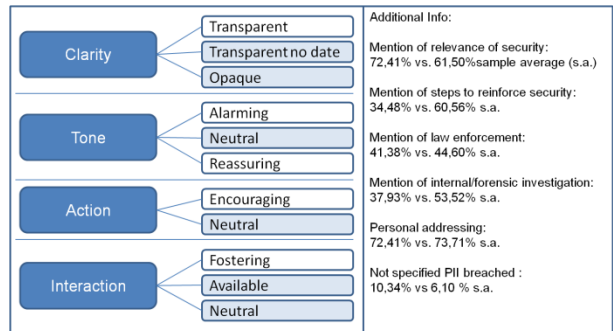 Clarity
Transparent
Transparent no date
Opaque
Tone
Alarming
Neutral
Reassuring
Action
Encouraging
Neutral
Interaction
Fostering
Available
Neutral
Additional Info:
Mention of relevance of security:
72,41% vs. 61,50%sample average (s.a.)
Mention of steps to reinforce security:
34,48% vs. 60,56% s.a.
Mention of law enforcement:
41,38% vs. 44,60% s.a.
Mention of internal/forensic investigation:
37,93% vs. 53,52% s.a.
Personal addressing:
72,41% vs. 73,71% s.a.
Not specified PII breached :
10,34% vs 6,10 % s.a.